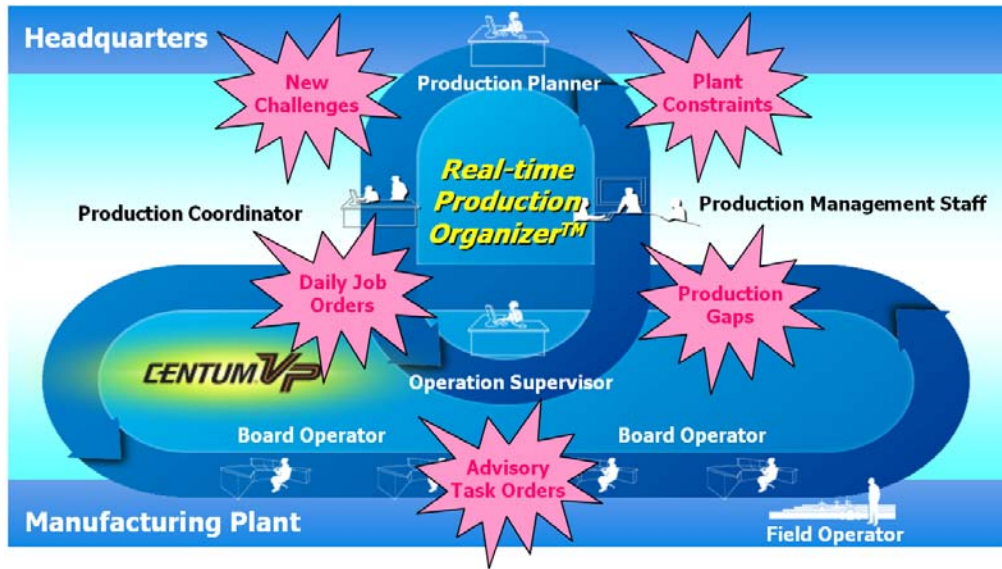 Headquarters
New
Challenges
Production Planner
Plant
Constraints
Real-time
Production
Organizer™
Production Coordinator
Production Management Staff
Daily Job
Orders
Production
Gaps
CENTUM VP
Operation Supervisor
Board Operator
Board Operator
Advisory
Task Orders
Manufacturing Plant
Field Operator